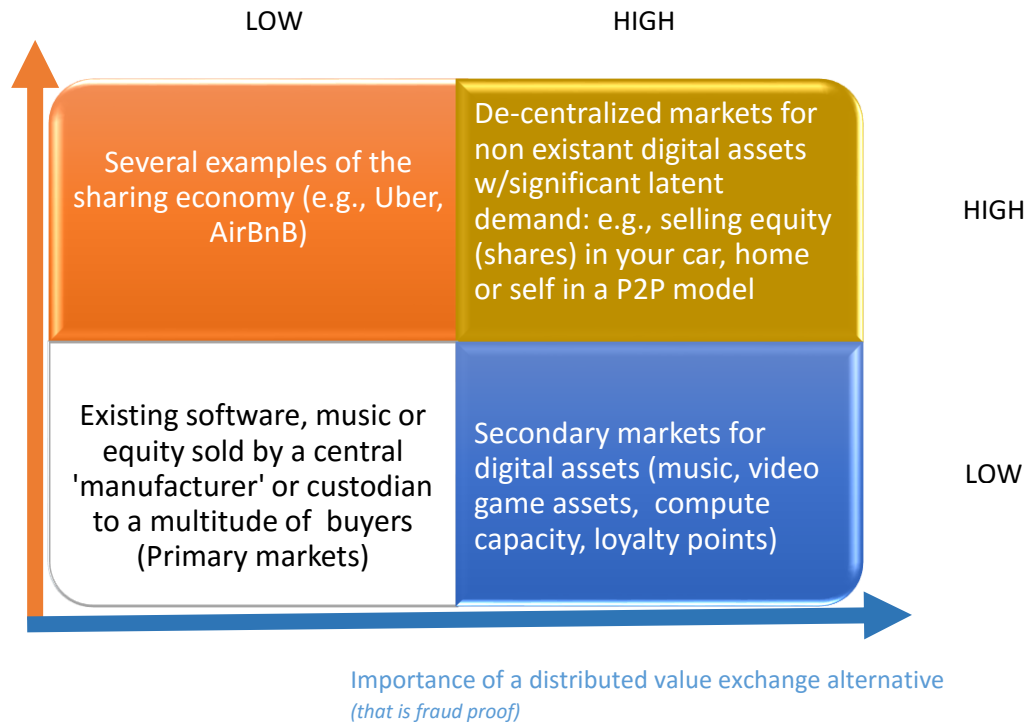 LOW
HIGH
Several examples of the
sharing economy (e.g., Uber,
AirBnB)
De-centralized markets for
non existant digital assets
w/significant latent
demand: e.g., selling equity
(shares) in your car, home
or self in a P2P model
HIGH
Existing software, music or
equity sold by a central
'manufacturer' or custodian
to a multitude of buyers
(Primary markets)
Secondary markets for
digital assets (music, video
game assets, compute
capacity, loyalty points)
LOW
Importance of a distributed value exchange alternative
(that is fraud proof)